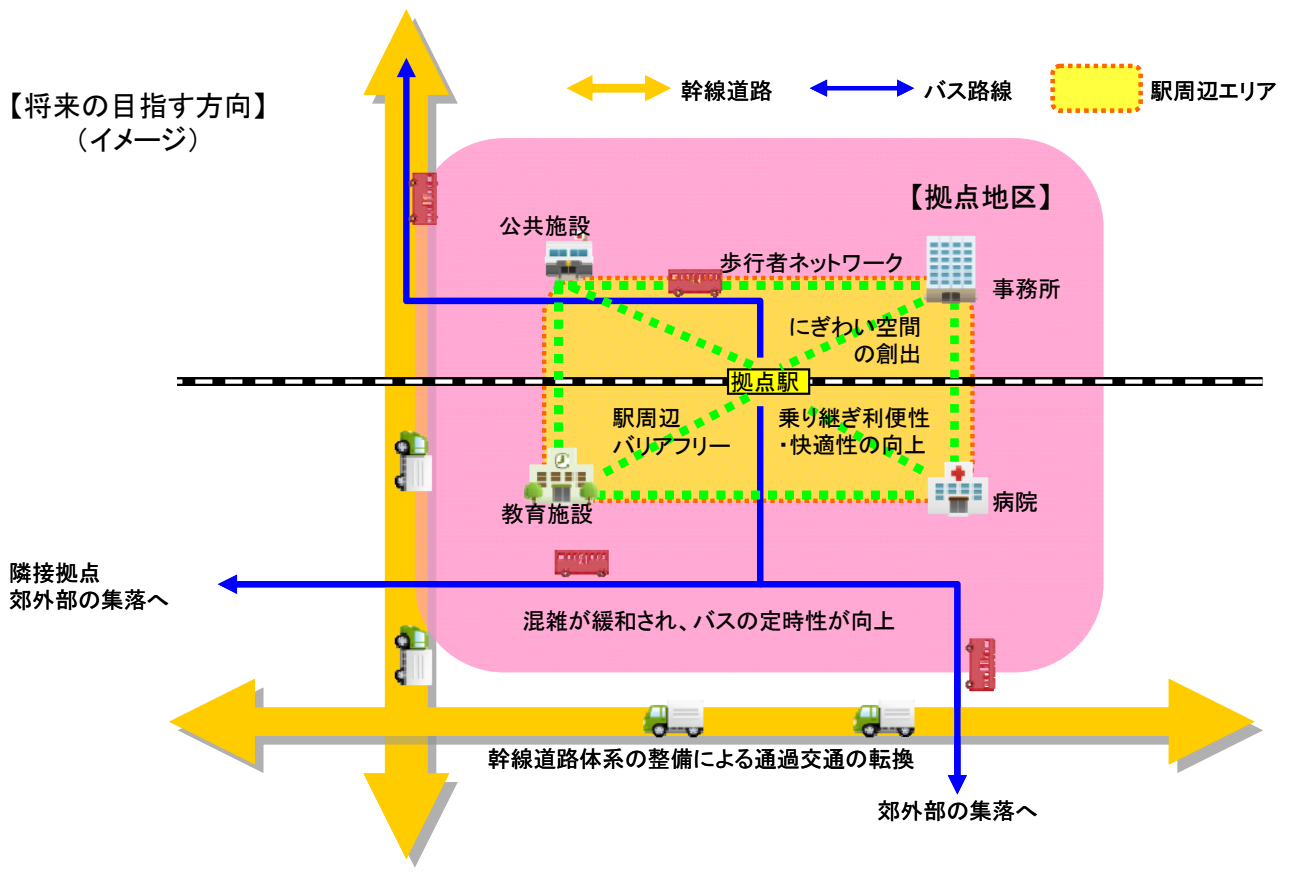 【将来の目指す方向】
（イメージ）
幹線道路
バス路線
駅周辺エリア
【拠点地区】
公共施設
歩行者ネットワーク
事務所
にぎわい空間
の創出
拠点駅
駅周辺
バリアフリー
乗り継ぎ利便性
・快適性の向上
教育施設
病院
隣接拠点
郊外部の集落へ
混雑が緩和され、バスの定時性が向上
幹線道路体系の整備による通過交通の転換
郊外部の集落へ